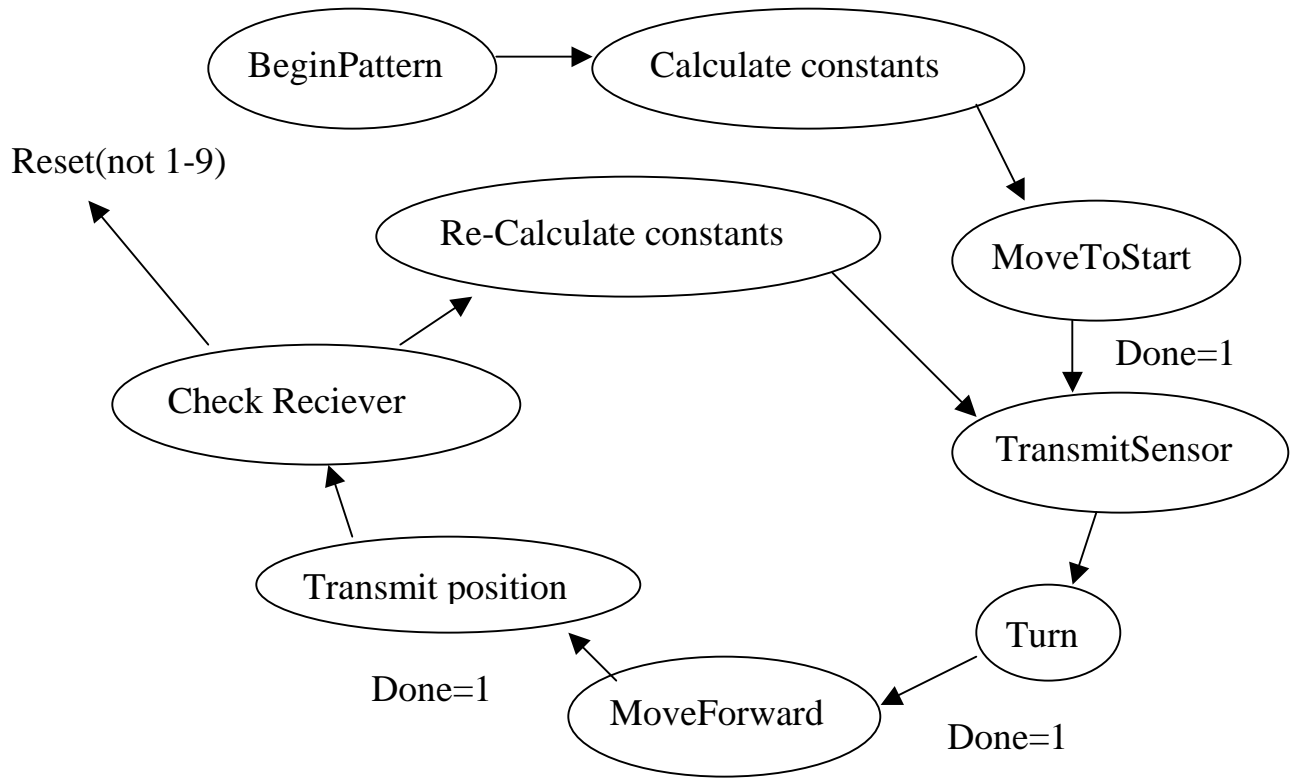 BeginPattern
Calculate constants
Reset(not 1-9)
Re-Calculate constants
MoveToStart
Done=1
Check Reciever
TransmitSensor
Transmit position
Turn
Done=1
MoveForward
Done=1